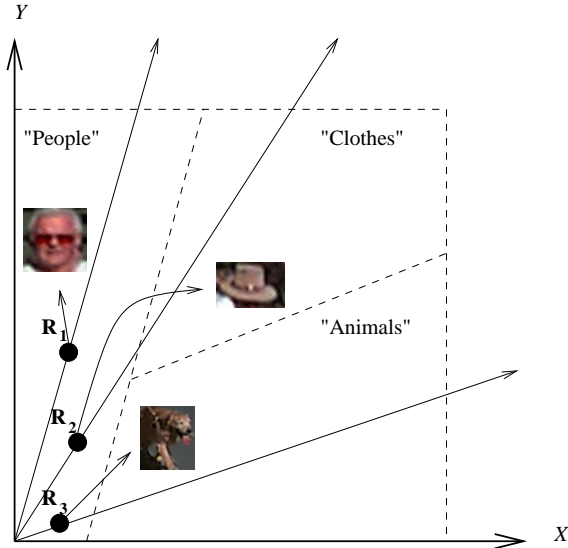 Y
"People"
"Clothes"
R1
"Animals"
R2
R3
X